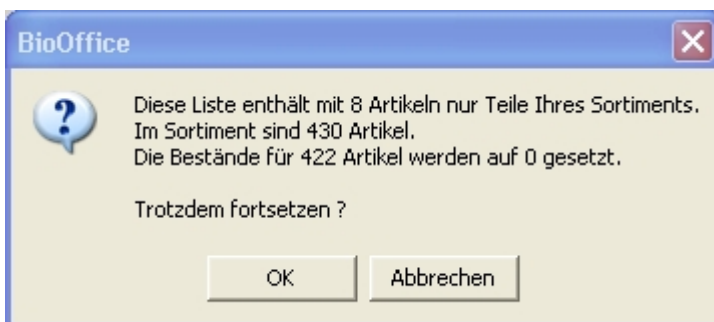 BioOffice
Diese Liste enthält mit 8 Artikeln nur Teile Ihres Sortiments.
Im Sortiment sind 430 Artikel.
Die Bestände für 422 Artikel werden auf 0 gesetzt.
Trotzdem fortsetzen ?
OK Abbrechen